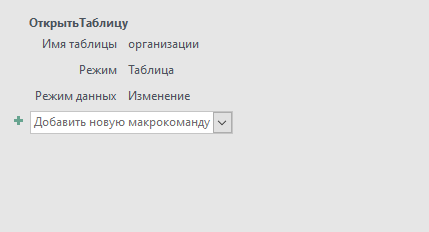 ОткрытьТаблицу
Имя таблицы организации
Режим Таблица
Режим данных Изменение
Добавить новую макрокоманду